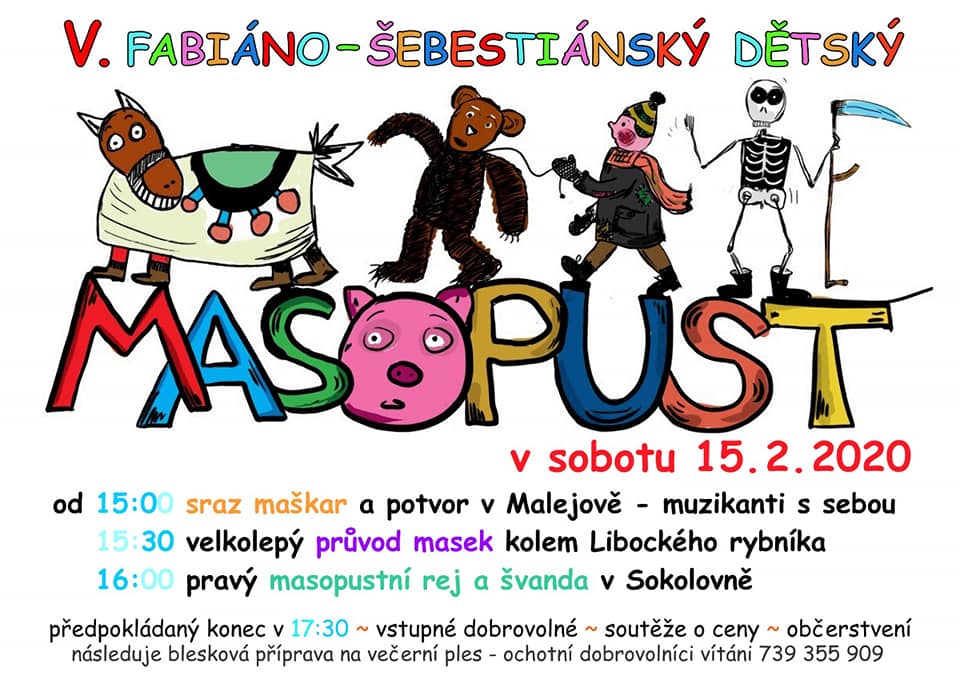 V. FABIÁNO-ŠEBESTIÁNSKÝ DĚTSKÝ
MASOPUST
v sobotu 15.2.2020
od 15:00 sraz maškar a potvor v Malejově - muzikanti s sebou
15:30 velkolepý průvod masek kolem Libockého rybníka
16:00 pravý masopustní rej a švanda v Sokolovně
předpokládaný konec v 17:30 ~ vstupné dobrovolné ~ soutěže o ceny ~ občerstvení
následuje blesková příprava na večerní ples - ochotní dobrovolníci vítáni 739 355 909